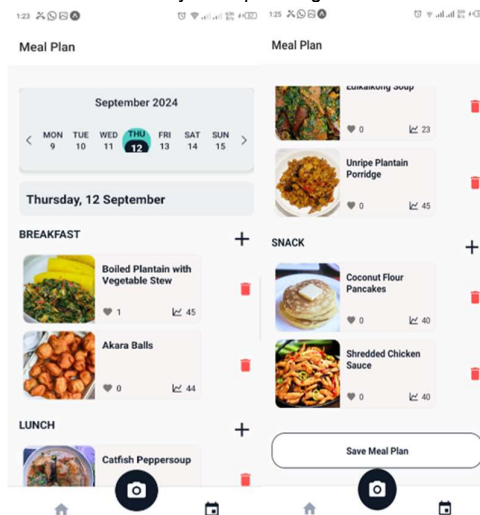 1:23
Meal Plan
September 2024
MON TUE WED THU FRI SAT SUN
9 10 11 12 13 14 15
Thursday, 12 September
BREAKFAST
Boiled Plantain with
Vegetable Stew
1 45
Akara Balls
0 44
LUNCH
Catfish Peppersoup
1:25
Meal Plan
0 23
Unripe Plantain
Porridge
0 45
SNACK
Coconut Flour
Pancakes
0 40
Shredded Chicken
Sauce
0 40
Save Meal Plan